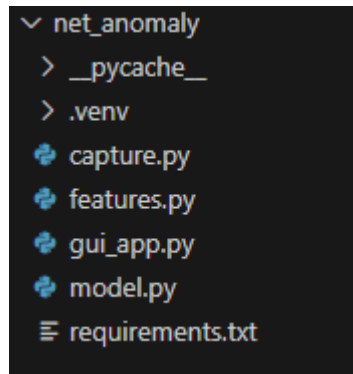 net_anomaly
__pycache__
.venv
capture.py
features.py
gui_app.py
model.py
requirements.txt